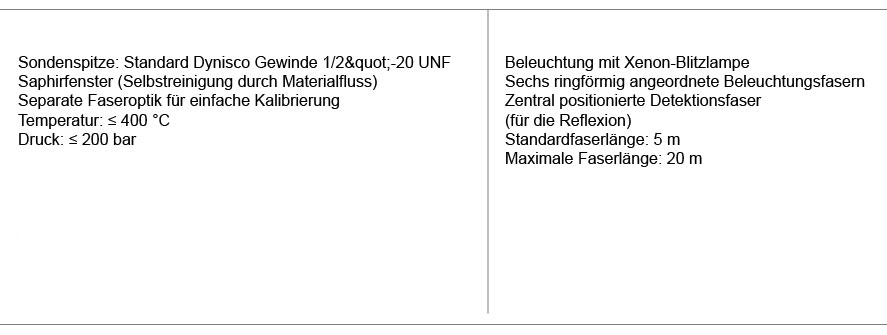 Sondenspitze: Standard Dynisco Gewinde 1/2&quot;-20 UNF
Saphirfenster (Selbstreinigung durch Materialfluss)
Separate Faseroptik für einfache Kalibrierung
Temperatur: ≤ 400 °C
Druck: ≤ 200 bar
Beleuchtung mit Xenon-Blitzlampe
Sechs ringförmig angeordnete Beleuchtungsfasern
Zentral positionierte Detektionsfaser
(für die Reflexion)
Standardfaserlänge: 5 m
Maximale Faserlänge: 20 m